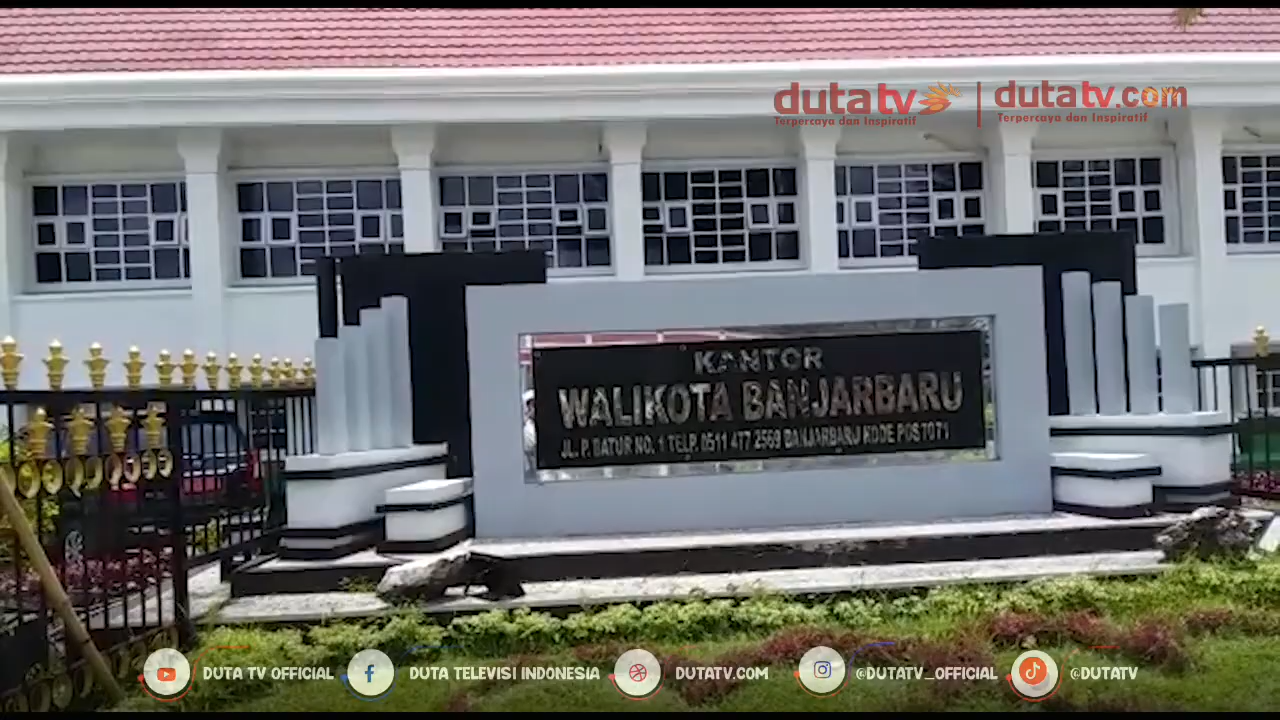 dutatv | dutatv.com
Terpercaya dan Inspiratif Terpercaya dan Inspiratif
KANTOR
WALIKOTA BANJARBARU
JL. P. BATUR NO. 1 TELP. 0511 477 2569 BANJARBARU KODE POS 7071
DUTA TV OFFICIAL DUTA TELEVISI INDONESIA DUTATV.COM @DUTATV_OFFICIAL @DUTATV